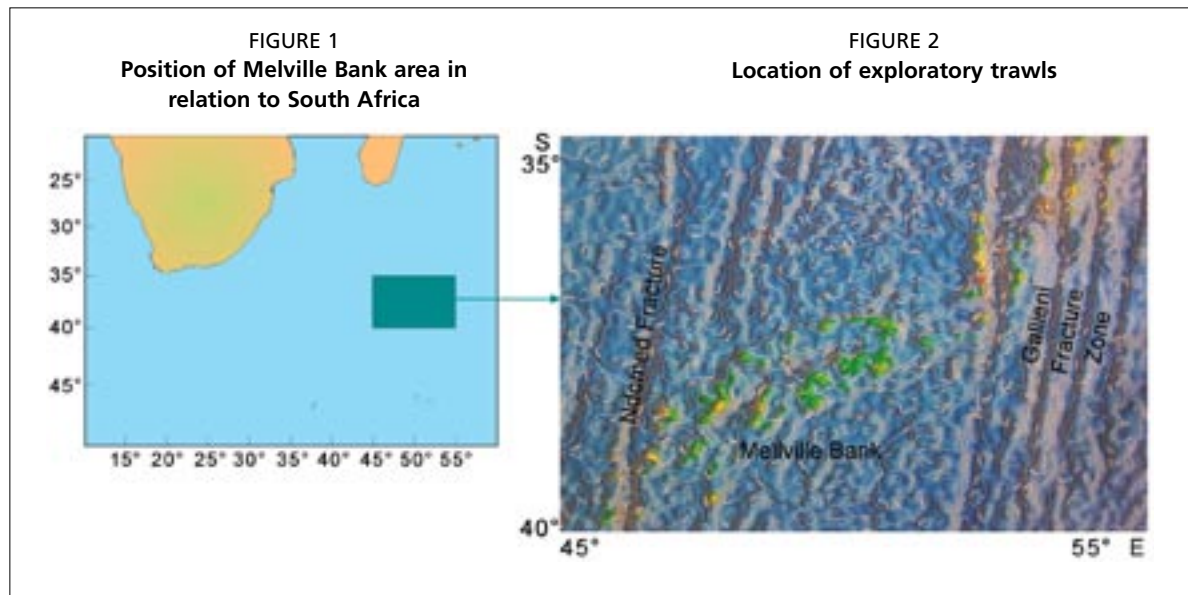 FIGURE 1
Position of Melville Bank area in
relation to South Africa
25°
30°
35°
40°
45°
15° 20° 25° 30° 35° 40° 45° 50° 55°
FIGURE 2
Location of exploratory trawls
S
35°
40°
45°
55° E
Fracture
Mellville Bank
Gallieni
Fracture
Zone